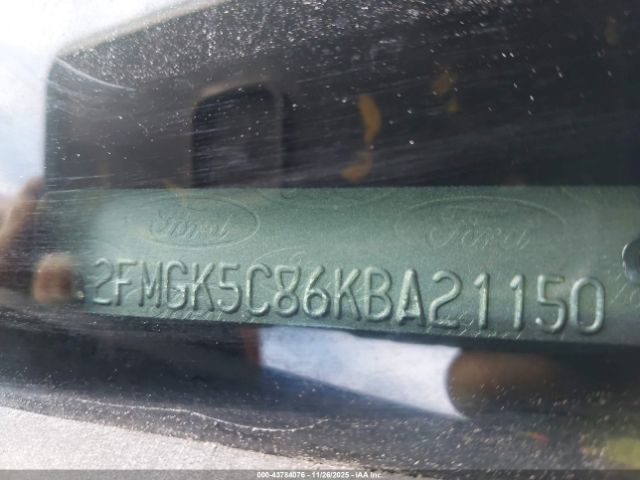 Ford Ford
2FMGK5C86KBA21150
000-43784076 | 11/26/2025 | IAA Inc.